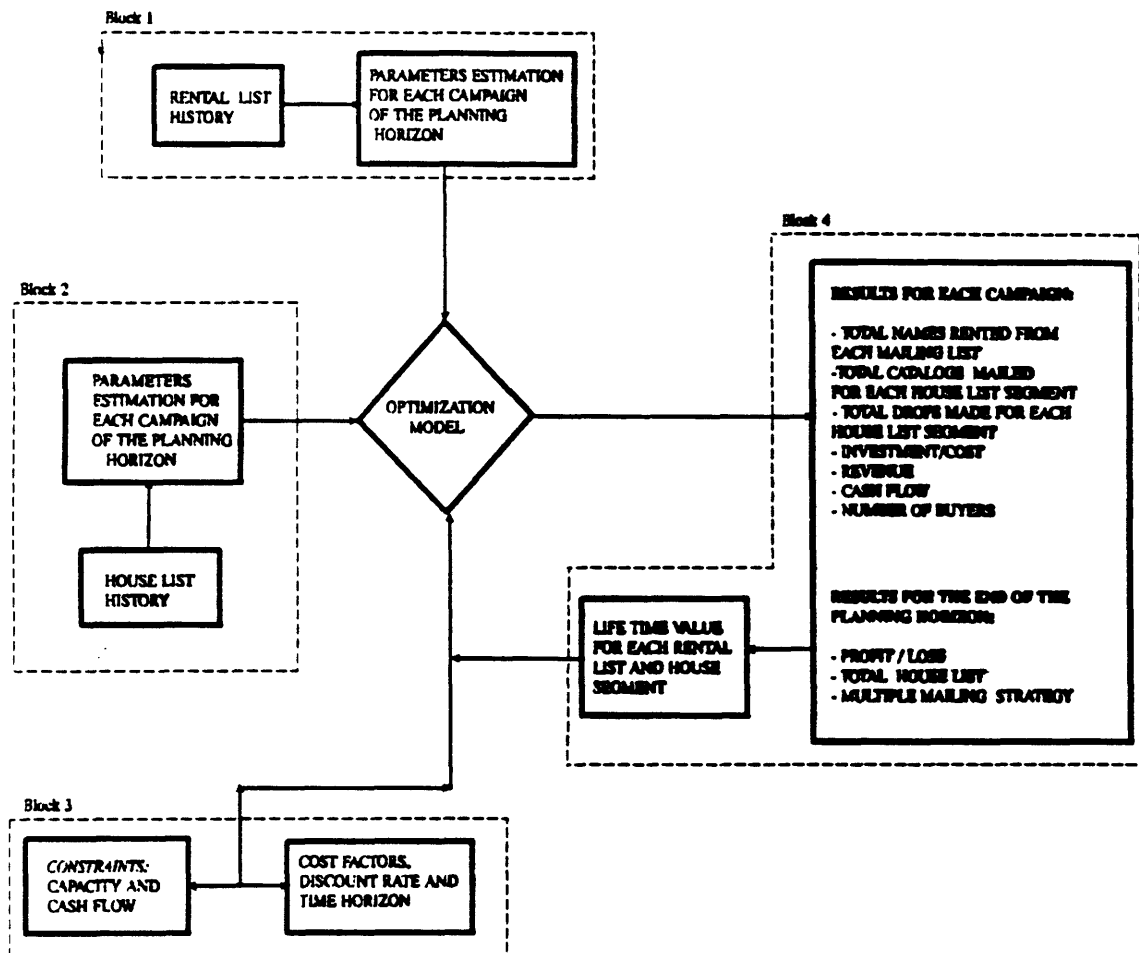 Block 1
RENTAL LIST
HISTORY
PARAMETERS ESTIMATION
FOR EACH CAMPAIGN
OF THE PLANNING
HORIZON
Block 2
PARAMETERS
ESTIMATION FOR
EACH CAMPAIGN
OF THE PLANNING
HORIZON
HOUSE LIST
HISTORY
OPTIMIZATION
MODEL
Block 4
RESULTS FOR EACH CAMPAIGN:
- TOTAL NAMES RENTED FROM
EACH MAILING LIST
-TOTAL CATALOGS MAILED
FOR EACH HOUSE LIST SEGMENT
- TOTAL DROPS MADE FOR EACH
HOUSE LIST SEGMENT
- INVESTMENT/COST
- REVENUE
- CASH FLOW
- NUMBER OF BUYERS
RESULTS FOR THE END OF THE
PLANNING HORIZON:
- PROFIT / LOSS
- TOTAL HOUSE LIST
- MULTIPLE MAILING STRATEGY
LIFE TIME VALUE
FOR EACH RENTAL
LIST AND HOUSE
SEGMENT
Block 3
CONSTRAINTS:
CAPACITY AND
CASH FLOW
COST FACTORS,
DISCOUNT RATE AND
TIME HORIZON